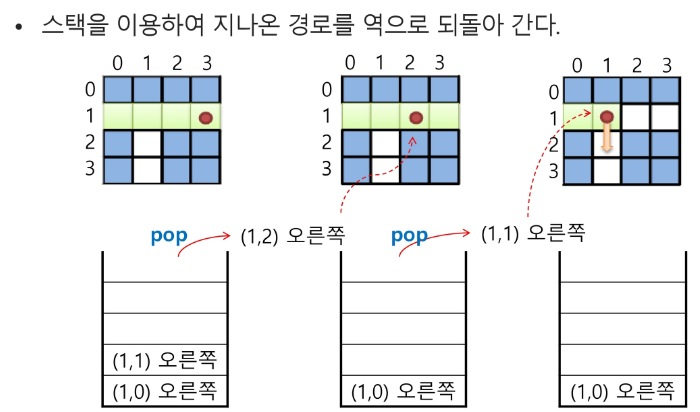 • 스택을 이용하여 지나온 경로를 역으로 되돌아 간다.
0 1 2 3
0
1
2
3
0 1 2 3
0
1
2
3
0 1 2 3
0
1
2
3
pop
(1,2) 오른쪽
pop
(1,1) 오른쪽
(1,1) 오른쪽
(1,0) 오른쪽
(1,0) 오른쪽
(1,0) 오른쪽